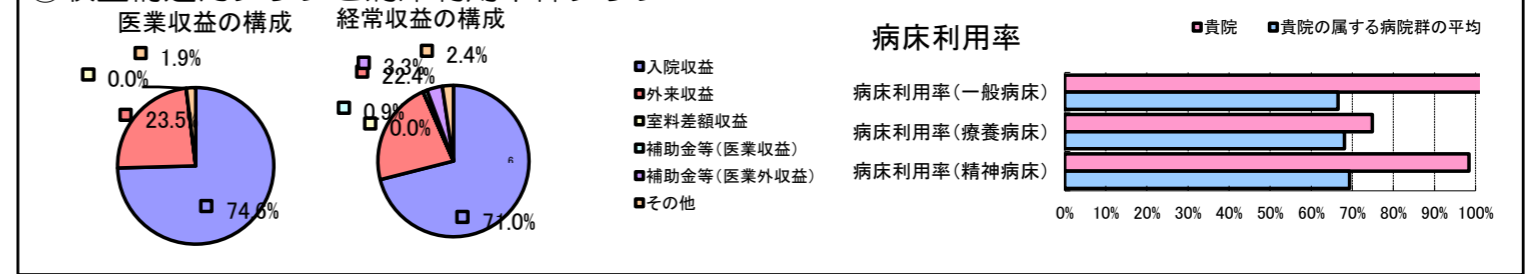 医業収益の構成
1.9%
0.0%
23.5%
74.6%
経常収益の構成
3.3%
2.4%
22.4%
0.9%
0.0%
6
71.0%
入院収益
外来収益
室料差額収益
補助金等(医業収益)
補助金等(医業外収益)
その他
病床利用率
貴院 貴院の属する病院群の平均
病床利用率(一般病床)
病床利用率(療養病床)
病床利用率(精神病床)
0% 10% 20% 30% 40% 50% 60% 70% 80% 90% 100%